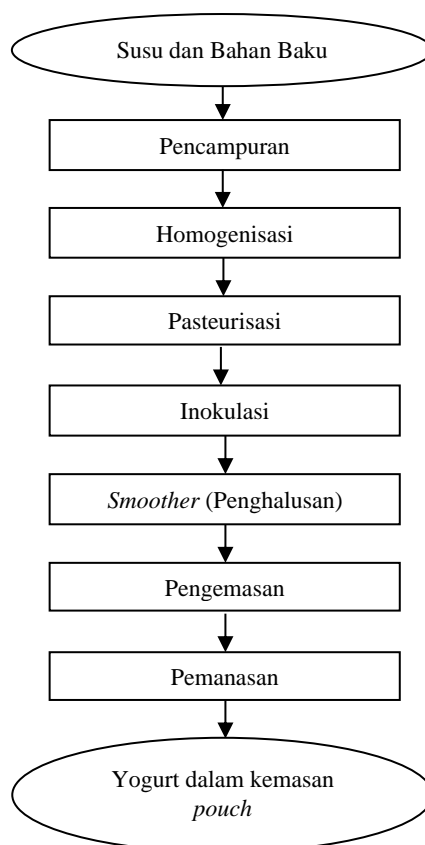 Susu dan Bahan Baku
Pencampuran
Homogenisasi
Pasteurisasi
Inokulasi
Smoother (Penghalusan)
Pengemasan
Pemanasan
Yogurt dalam kemasan
pouch